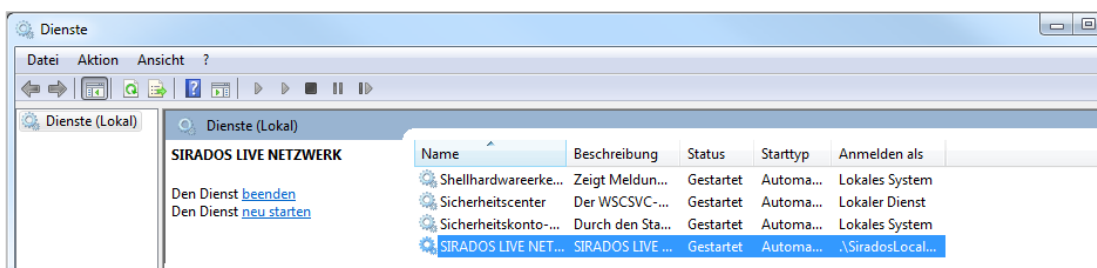 Dienste
Datei Aktion Ansicht ?
Dienste (Lokal)
Dienste (Lokal)
SIRADOS LIVE NETZWERK
Den Dienst beenden
Den Dienst neu starten
Name Beschreibung Status Starttyp Anmelden als
Shellhardwareerke... Zeigt Meldun... Gestartet Automa... Lokales System
Sicherheitscenter Der WSCSVC-... Gestartet Automa... Lokaler Dienst
Sicherheitskonto-... Durch den Sta... Gestartet Automa... Lokales System
SIRADOS LIVE NET... SIRADOS LIVE ... Gestartet Automa... .\SiradosLocal...